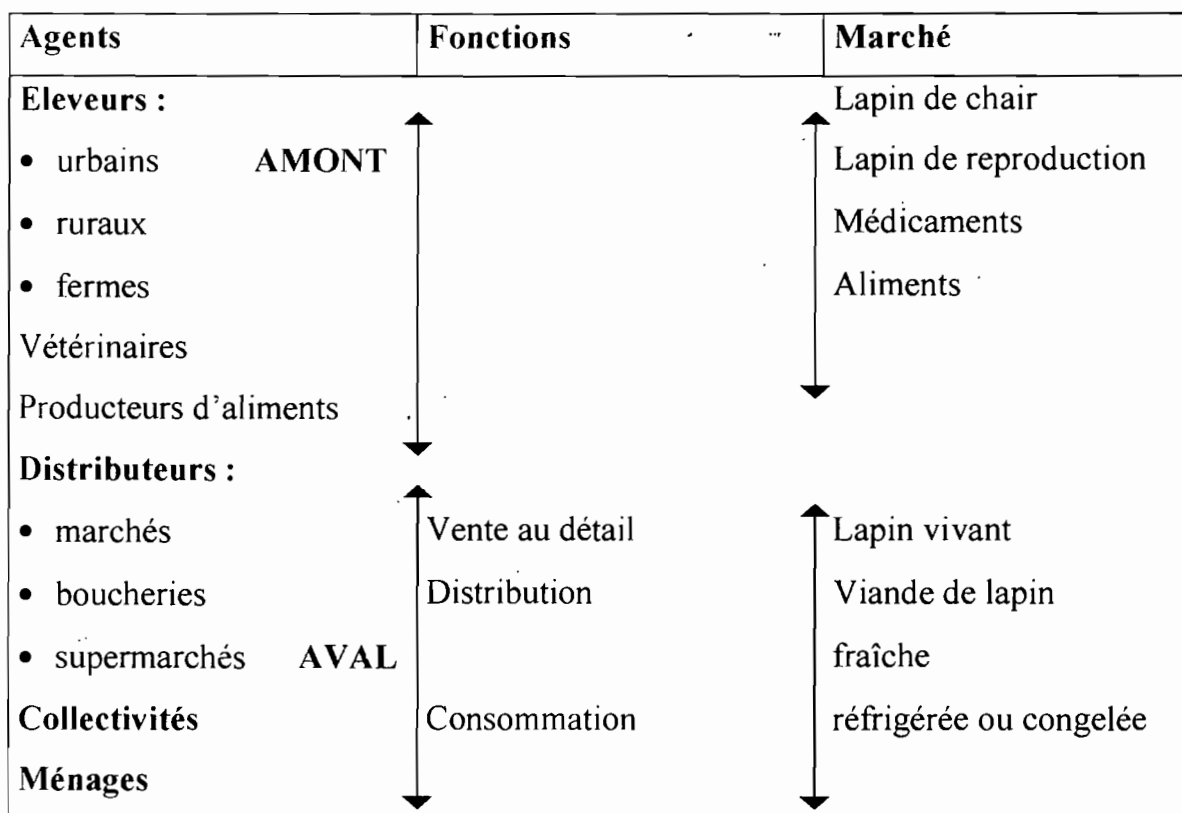 Agents Fonctions Marché
Eleveurs : Lapin de chair
• urbains AMONT Lapin de reproduction
• ruraux Médicaments
• fermes Aliments
Vétérinaires
Producteurs d'aliments
Distributeurs :
• marchés Vente au détail Lapin vivant
• boucheries Distribution Viande de lapin
• supermarchés AVAL fraîche
Collectivités Consommation réfrigérée ou congelée
Ménages